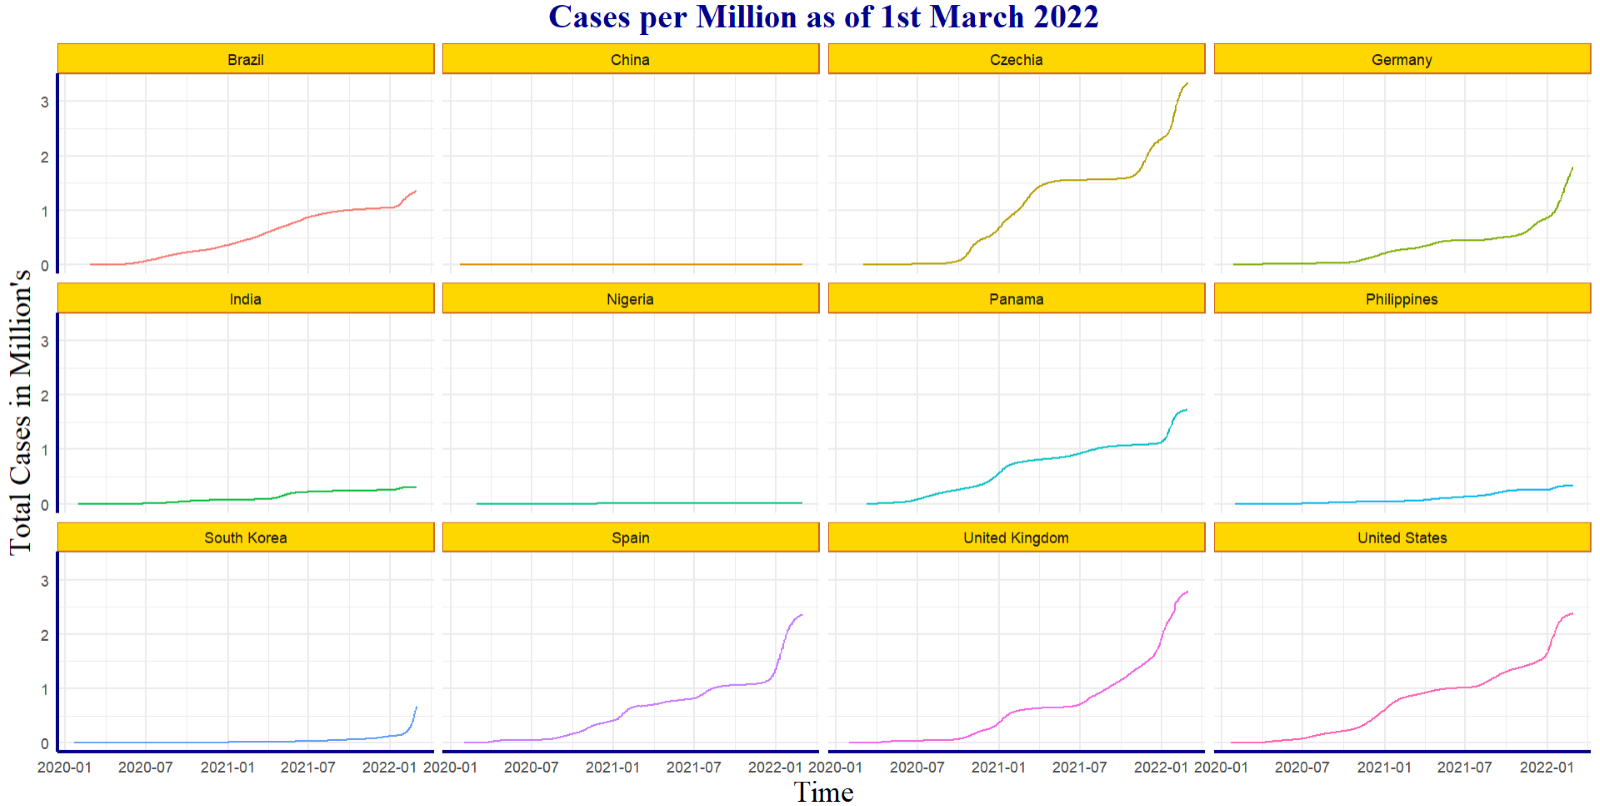 Cases per Million as of 1st March 2022
Brazil China Czechia Germany
3
2
1
0
India Nigeria Panama Philippines
3
2
1
0
South Korea Spain United Kingdom United States
3
2
1
0
2020-01 2020-07 2021-01 2021-07 2022-01 2020-01 2020-07 2021-01 2021-07 2022-01 2020-01 2020-07 2021-01 2021-07 2022-01 2020-01 2020-07 2021-01 2021-07 2022-01
Time
Total Cases in Million's